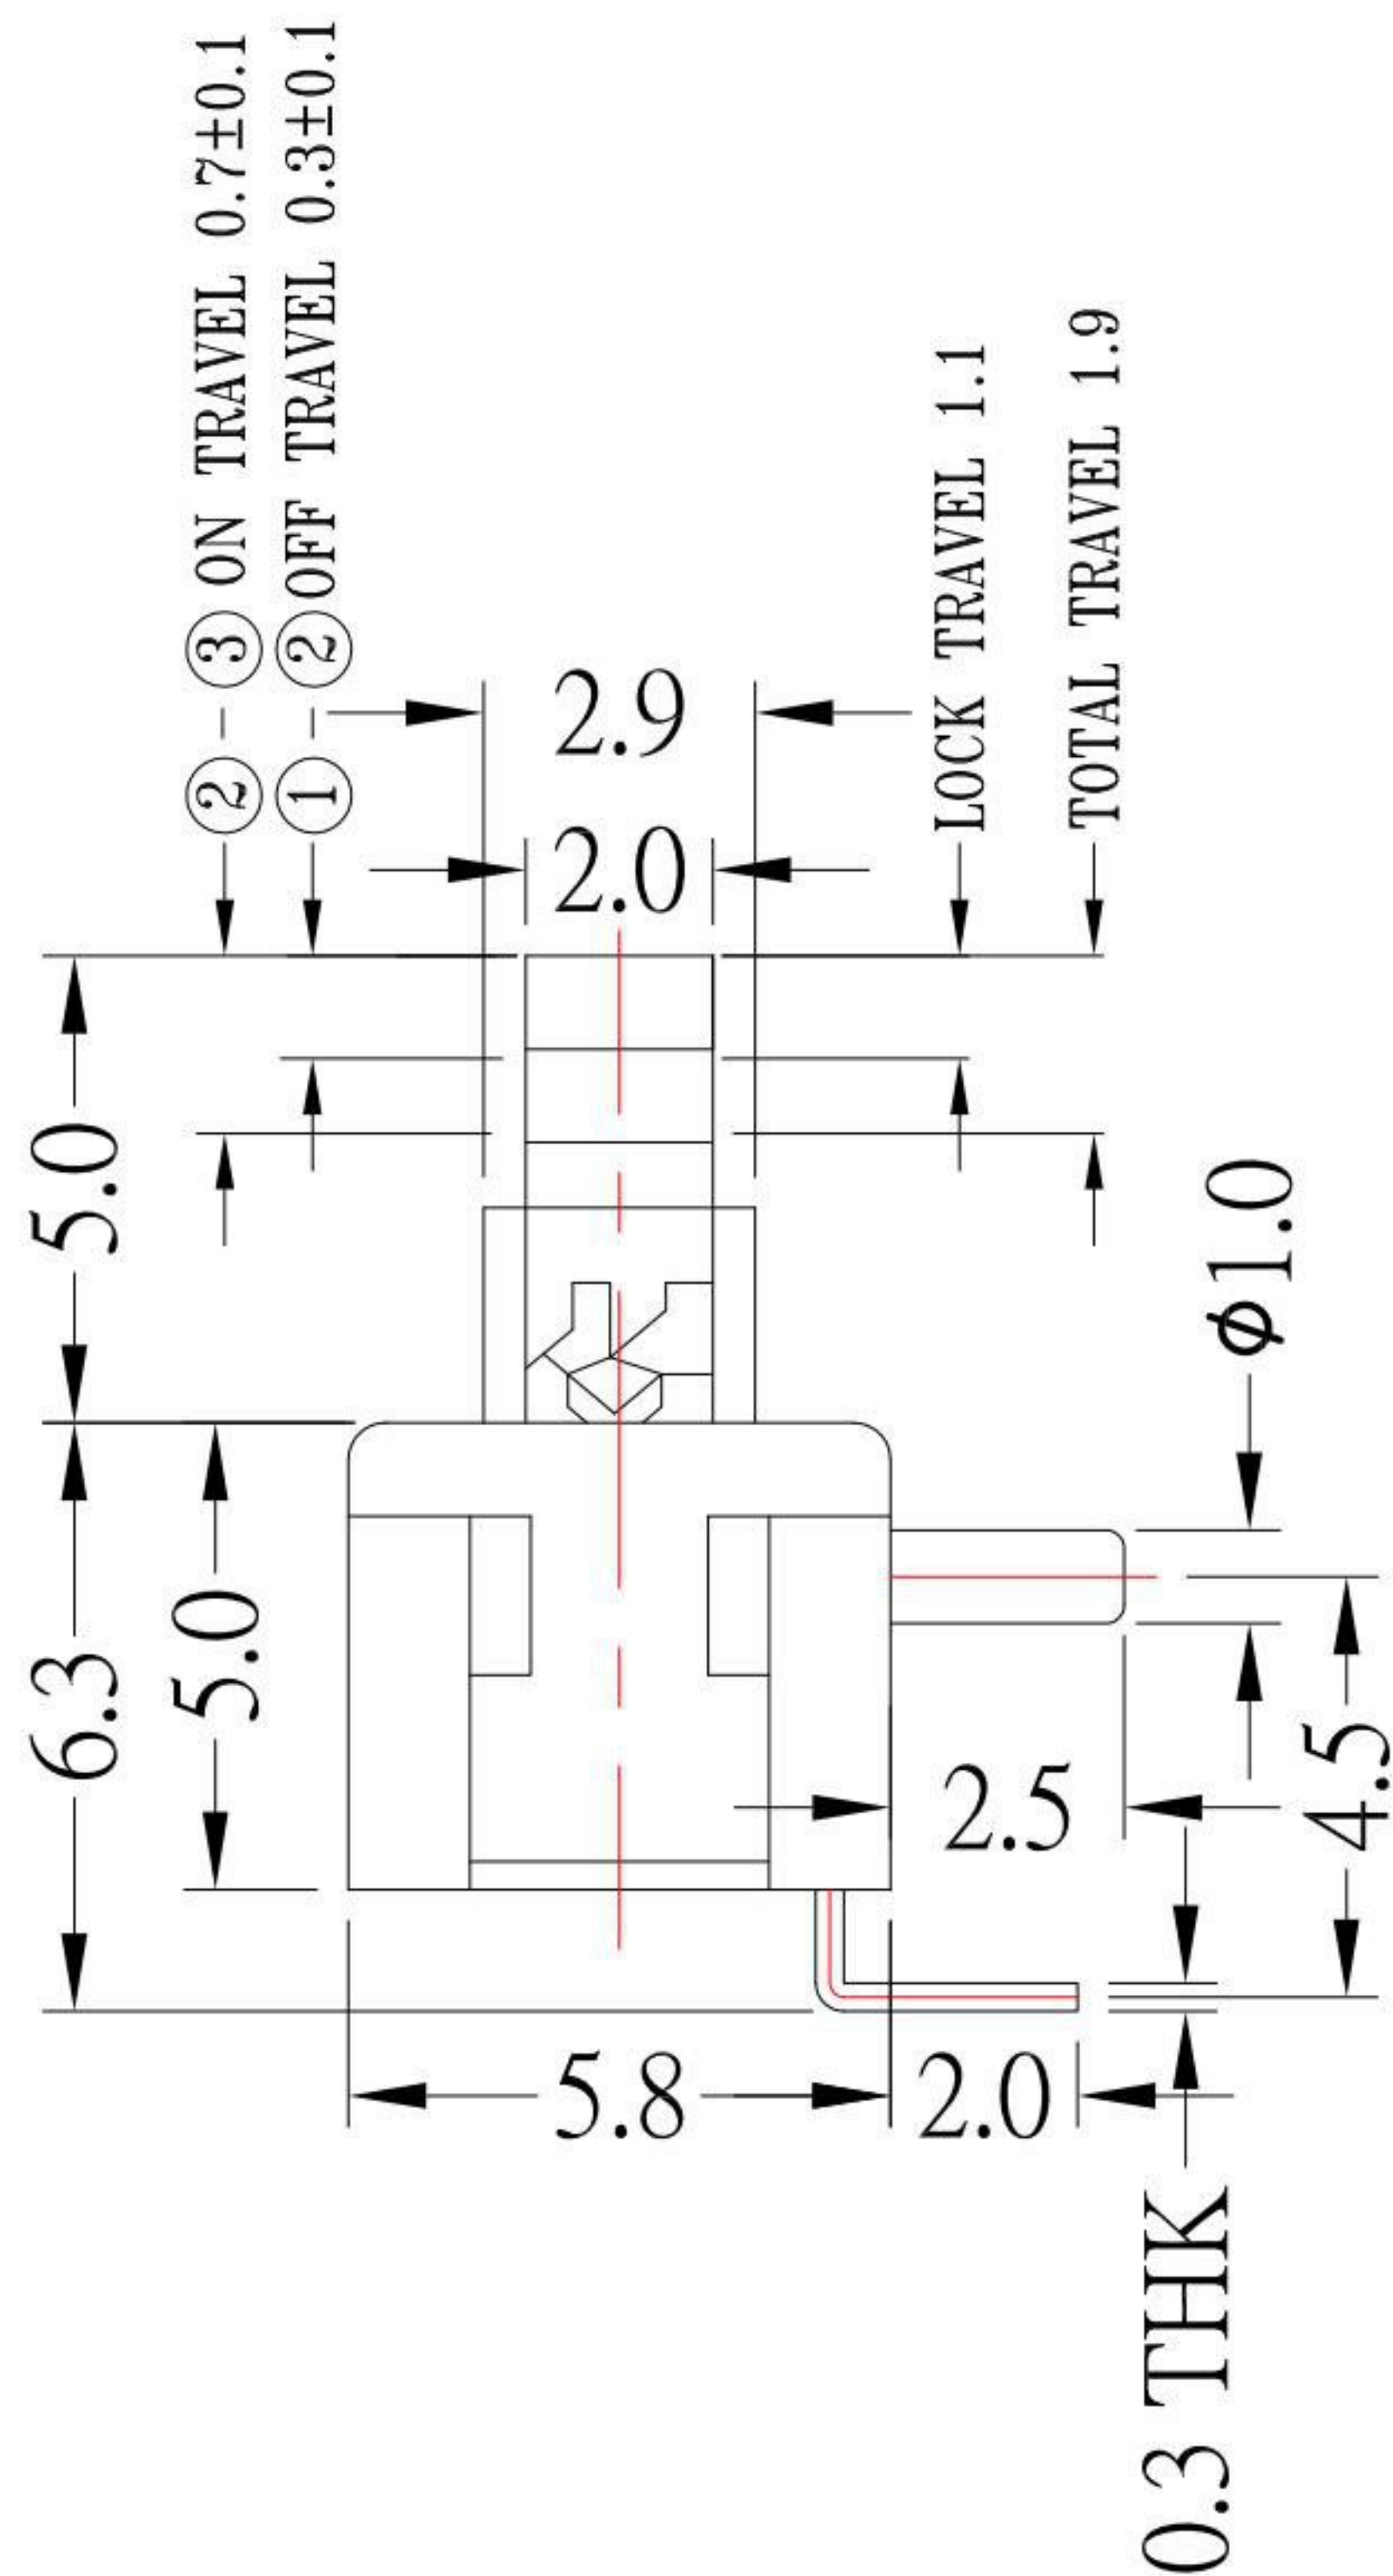 ② - ③ ON TRAVEL 0.7±0.1
① - ② OFF TRAVEL 0.3±0.1
2.9
2.0
LOCK TRAVEL 1.1
TOTAL TRAVEL 1.9
5.0
6.3
5.0
ϕ1.0
2.5
4.5
5.8
2.0
0.3 THK